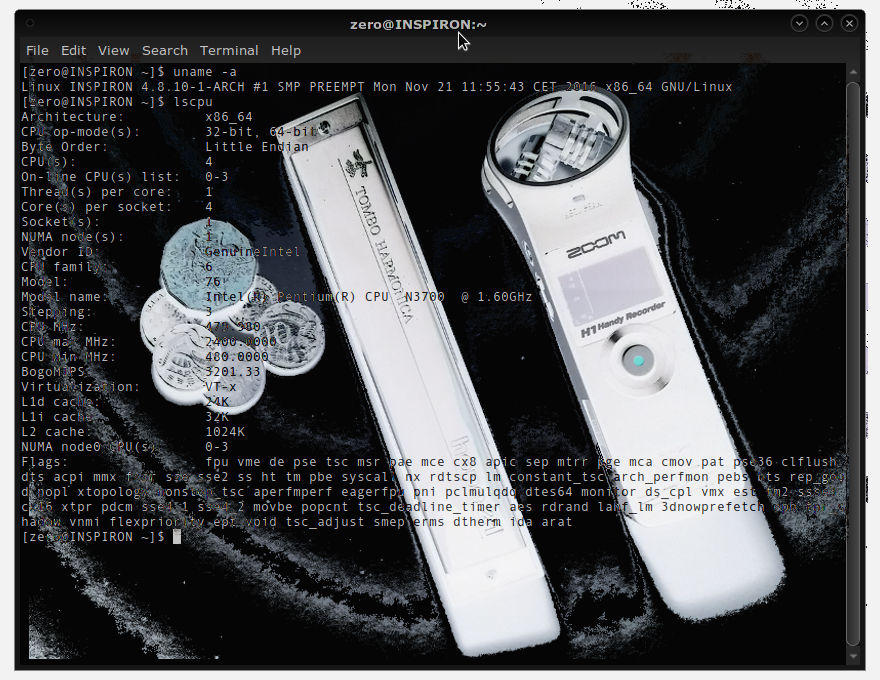 zero@INSPIRON:~
File Edit View Search Terminal Help
[zero@INSPIRON ~]$ uname -a
Linux INSPIRON 4.8.10-1-ARCH #1 SMP PREEMPT Mon Nov 21 11:55:43 CET 2016 x86_64 GNU/Linux
[zero@INSPIRON ~]$ lscpu
Architecture: x86_64
CPU op-mode(s): 32-bit, 64-bit
Byte Order: Little Endian
CPU(s): 4
On-line CPU(s) list: 0-3
Thread(s) per core: 1
Core(s) per socket: 4
Socket(s): 1
NUMA node(s): 1
Vendor ID: GenuineIntel
CPU family: 6
Model: 76
Model name: Intel(R) Pentium(R) CPU N3700 @ 1.60GHz
Stepping: 3
CPU MHz:
CPU max MHz: 2400.0000
CPU min MHz: 480.0000
BogoMIPS: 3201.33
Virtualization: VT-x
L1d cache: 24K
L1i cache: 32K
L2 cache: 1024K
NUMA node0 CPU(s): 0-3
Flags: fpu vme de pse tsc msr pae mce cx8 apic sep mtrr pge mca cmov pat pse36 clflush
dts acpi mmx fxsr sse sse2 ss ht tm pbe syscall nx rdtscp lm constant_tsc arch_perfmon pebs bts rep_go
od nopl xtopology nonstop_tsc aperfmperf eagerfpu pni pclmulqdq dtes64 monitor ds_cpl vmx est tm2 ssse3
cx16 xtpr pdcm sse4_1 sse4_2 movbe popcnt tsc_deadline_timer aes rdrand lahf_lm 3dnowprefetch
vnmi flexpriority ept vpid tsc_adjust smep erms dtherm ida arat
[zero@INSPIRON ~]$
TOMBO HARMONICA
ZOOM
H1 Handy Recorder